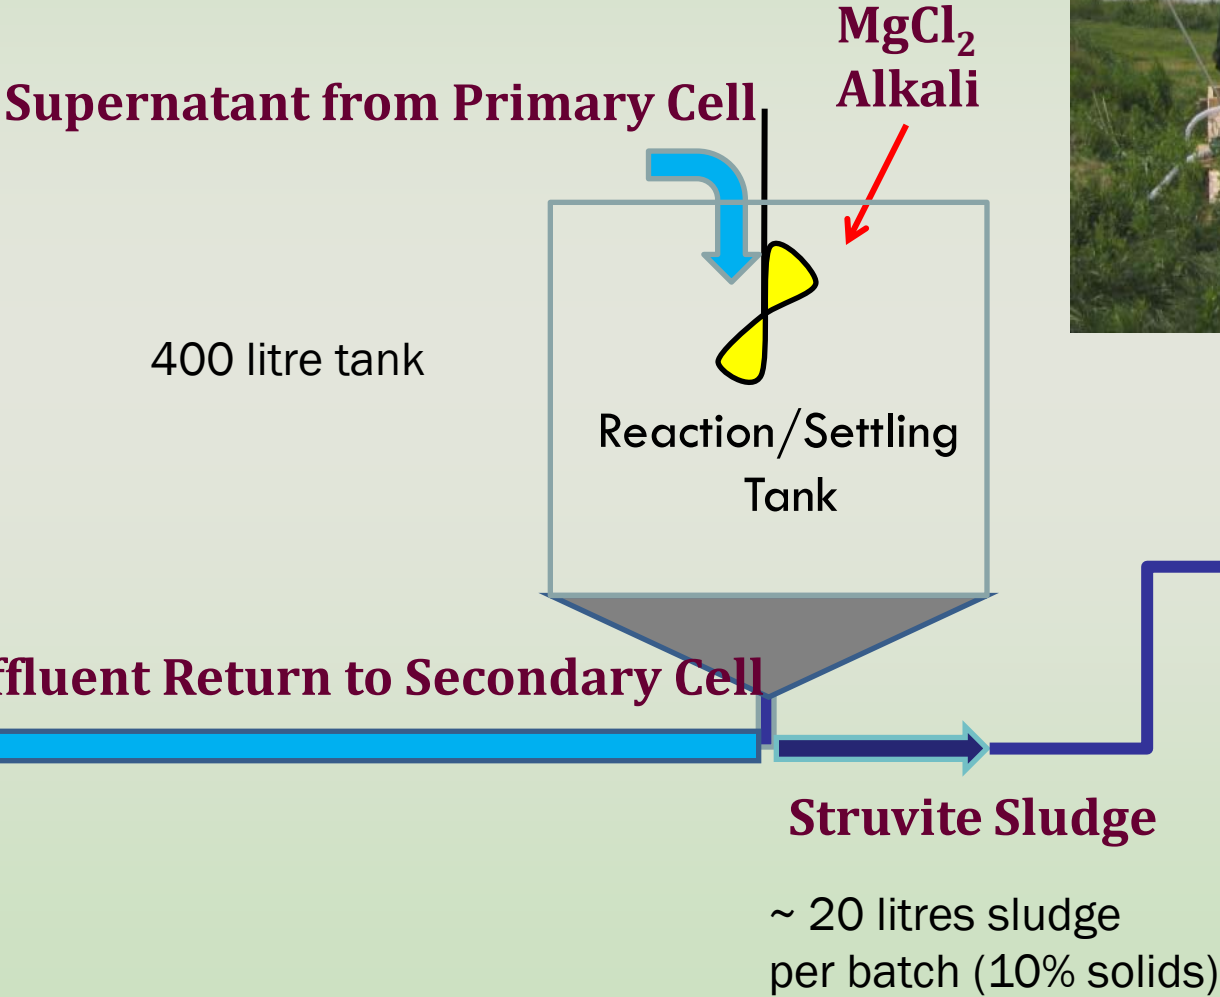 MgCl₂
Alkali
Supernatant from Primary Cell
400 litre tank
Reaction/Settling
Tank
ffluent Return to Secondary Cell
Struvite Sludge
~ 20 litres sludge
per batch (10% solids)